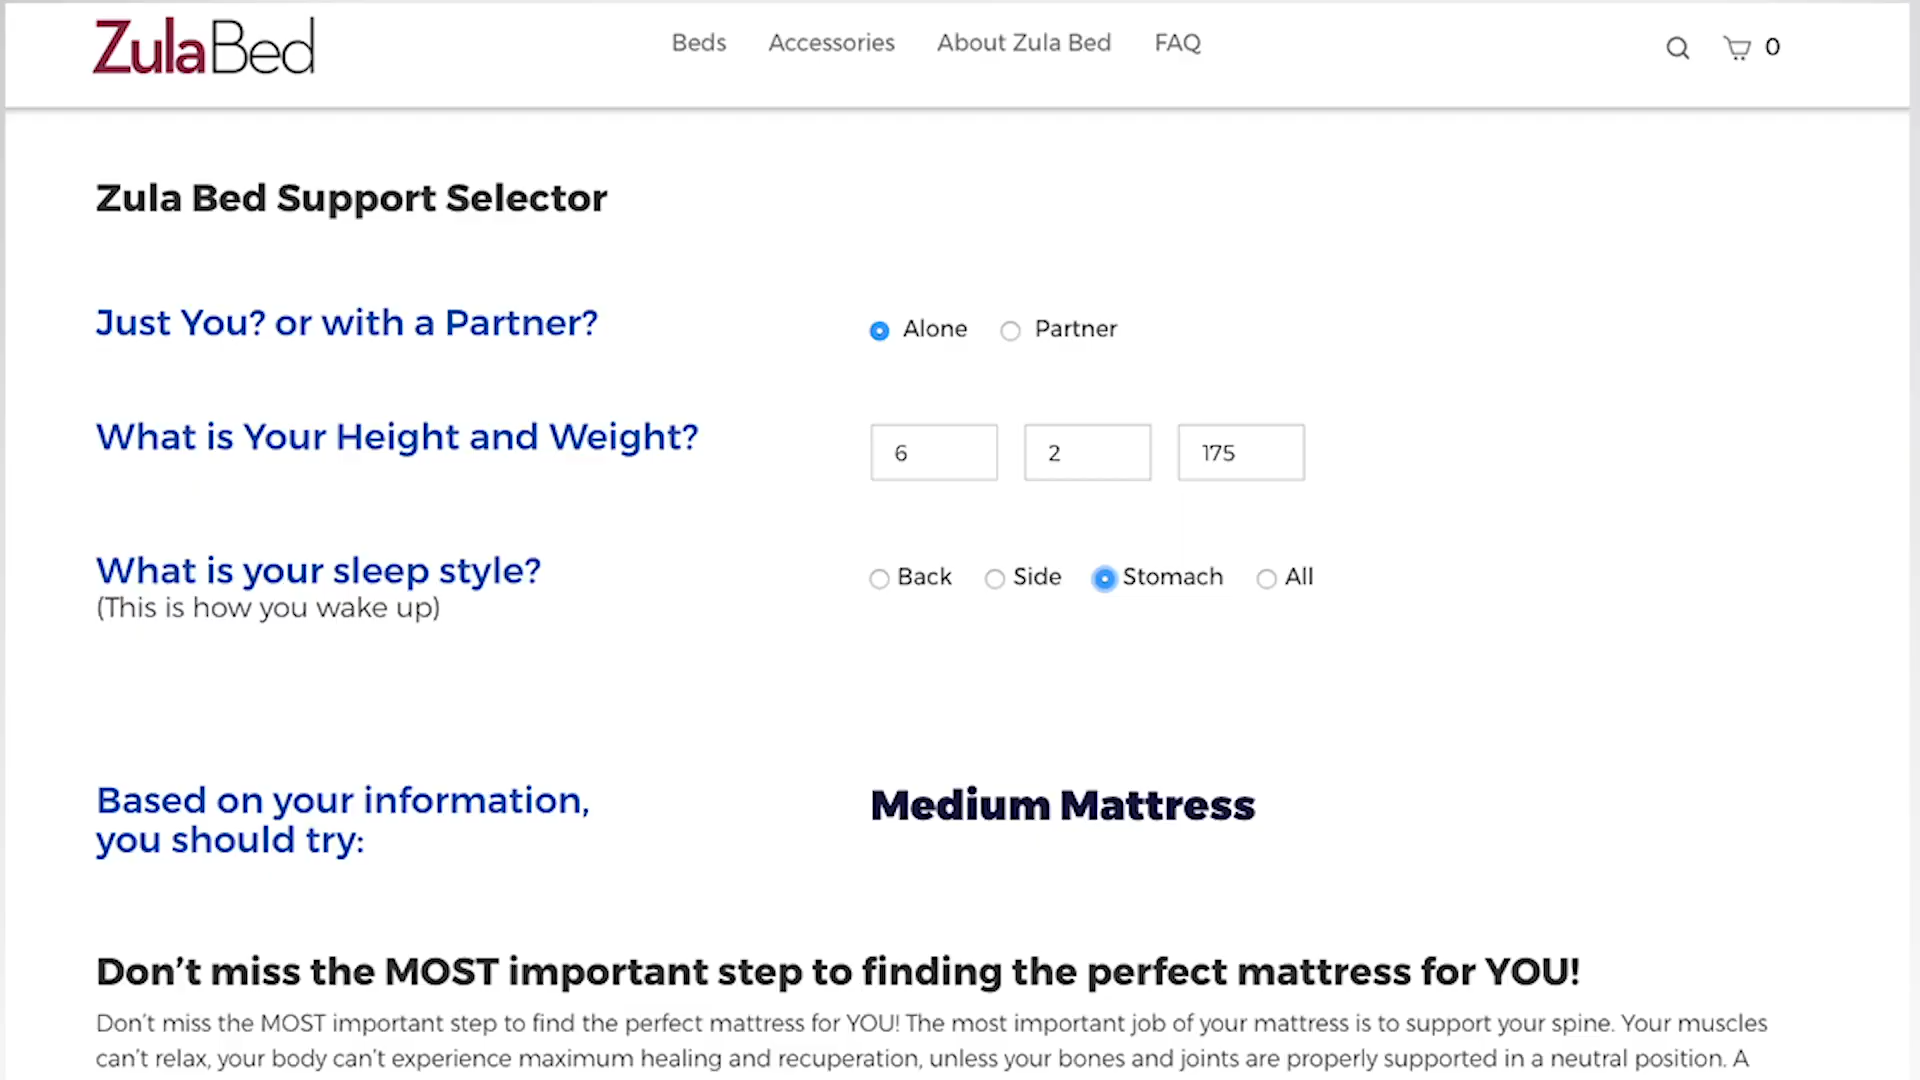 ZulaBed
Beds Accessories About Zula Bed FAQ
0
Zula Bed Support Selector
Just You? or with a Partner?
Alone Partner
What is Your Height and Weight?
6 2 175
What is your sleep style?
(This is how you wake up)
Back Side Stomach All
Based on your information,
you should try:
Medium Mattress
Don't miss the MOST important step to finding the perfect mattress for YOU!
Don't miss the MOST important step to find the perfect mattress for YOU! The most important job of your mattress is to support your spine. Your muscles
can't relax, your body can't experience maximum healing and recuperation, unless your bones and joints are properly supported in a neutral position. A